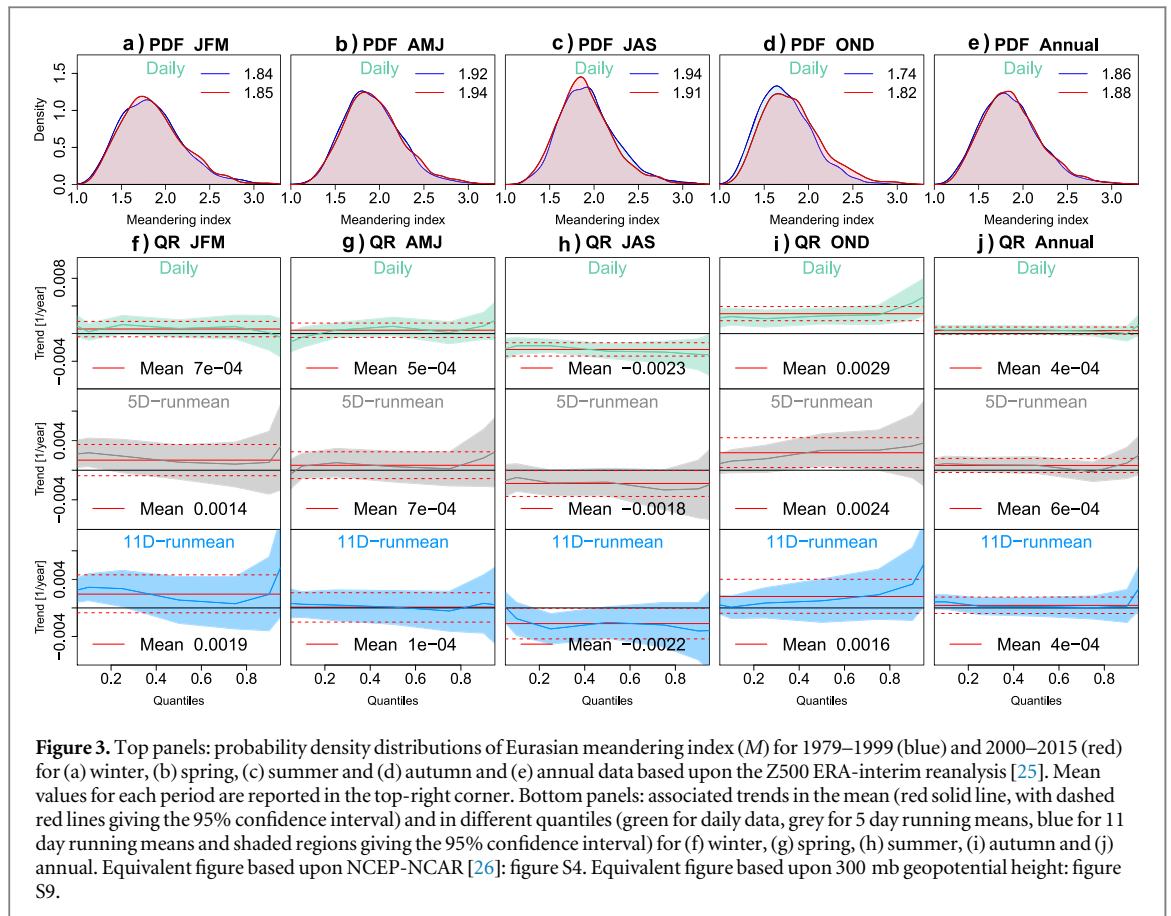 a) PDF JFM
b) PDF AMJ
c) PDF JAS
d) PDF OND
e) PDF Annual
Daily
1.84
1.85
Daily
1.92
1.94
Daily
1.94
1.91
Daily
1.74
1.82
Daily
1.86
1.88
Density
0.0 0.5 1.0 1.5
1.0 1.5 2.0 2.5 3.0
1.0 1.5 2.0 2.5 3.0
1.0 1.5 2.0 2.5 3.0
1.0 1.5 2.0 2.5 3.0
1.0 1.5 2.0 2.5 3.0
Meandering index
Meandering index
Meandering index
Meandering index
Meandering index
f) QR JFM
g) QR AMJ
h) QR JAS
i) QR OND
j) QR Annual
Trend [1/year]
−0.004 0.008
Daily
Mean 7e−04
Daily
Mean 5e−04
Daily
Mean −0.0023
Daily
Mean 0.0029
Daily
Mean 4e−04
Trend [1/year]
−0.004 0.004
5D−runmean
Mean 0.0014
5D−runmean
Mean 7e−04
5D−runmean
Mean −0.0018
5D−runmean
Mean 0.0024
5D−runmean
Mean 6e−04
Trend [1/year]
−0.004 0.004
11D−runmean
Mean 0.0019
11D−runmean
Mean 1e−04
11D−runmean
Mean −0.0022
11D−runmean
Mean 0.0016
11D−runmean
Mean 4e−04
0.2 0.4 0.6 0.8
0.2 0.4 0.6 0.8
0.2 0.4 0.6 0.8
0.2 0.4 0.6 0.8
0.2 0.4 0.6 0.8
Quantiles
Quantiles
Quantiles
Quantiles
Quantiles
Figure 3. Top panels: probability density distributions of Eurasian meandering index (M) for 1979–1999 (blue) and 2000–2015 (red)
for (a) winter, (b) spring, (c) summer and (d) autumn and (e) annual data based upon the Z500 ERA-interim reanalysis [25]. Mean
values for each period are reported in the top-right corner. Bottom panels: associated trends in the mean (red solid line, with dashed
red lines giving the 95% confidence interval) and in different quantiles (green for daily data, grey for 5 day running means, blue for 11
day running means and shaded regions giving the 95% confidence interval) for (f) winter, (g) spring, (h) summer, (i) autumn and (j)
annual. Equivalent figure based upon NCEP-NCAR [26]: figure S4. Equivalent figure based upon 300 mb geopotential height: figure
S9.